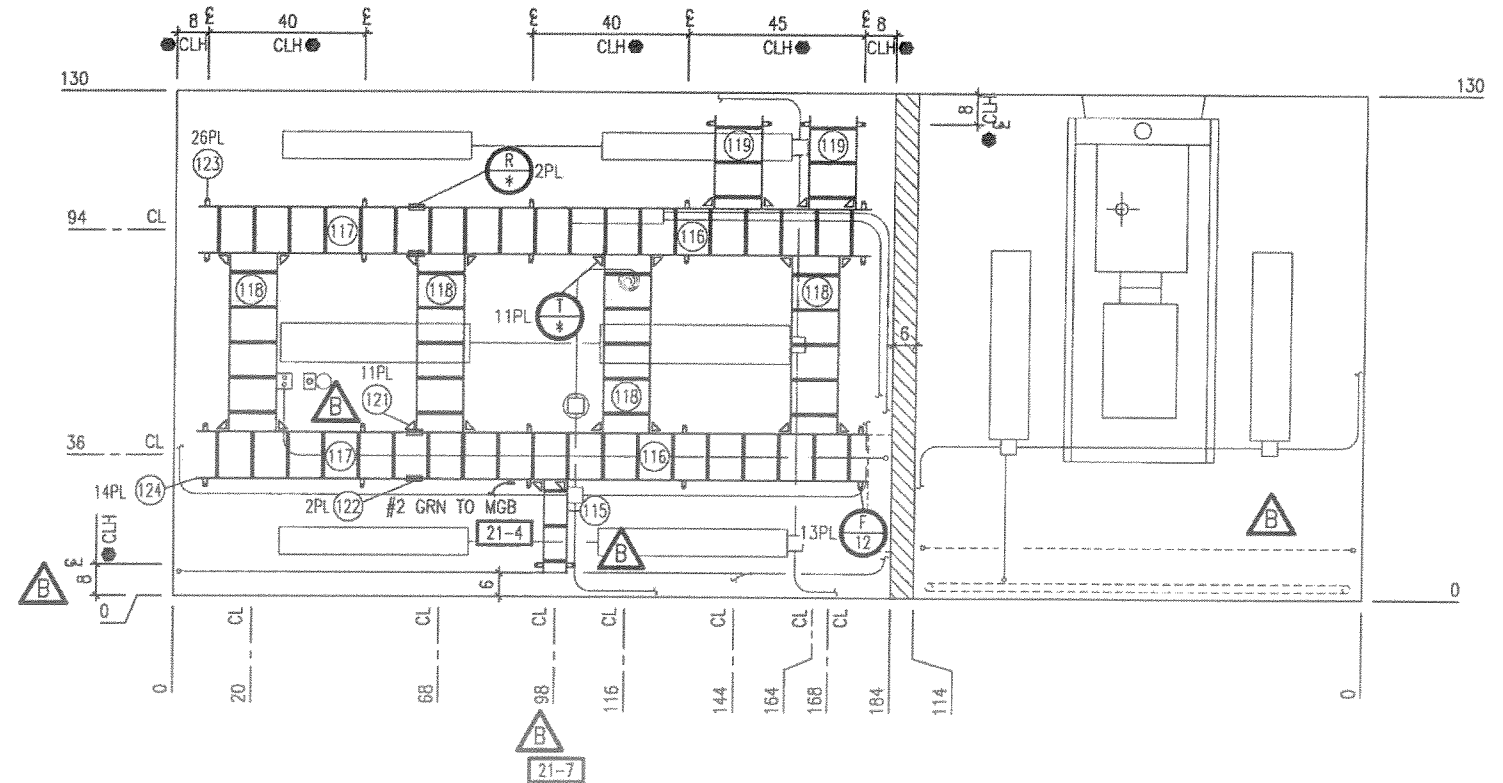 8 40 40 45 8
CLH CLH CLH CLH CLH
130 130
8 CLH
26PL
123
R
*
2PL
119 119
94 CL
117 116
118 118 118
T
*
11PL
6
11PL
121
B
118
36 CL
117 116
14PL 124
2PL 122 #2 GRN TO MGB
115
21-4
13PL
F
12
B
B
CLH
8
B
6
0 0
CL CL CL CL CL CL CL
0 20 68 98 116 144 164 168 184 114 0
B
21-7